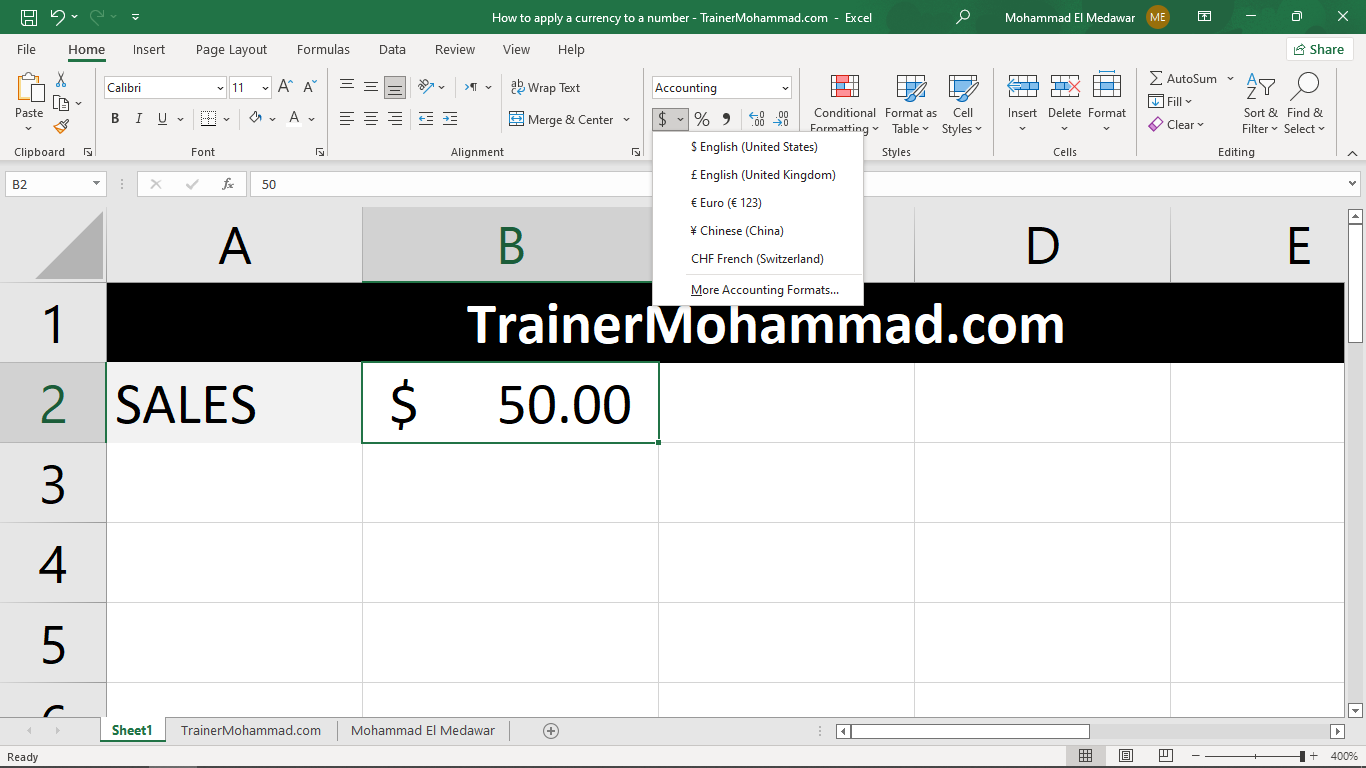 How to apply a currency to a number - TrainerMohammad.com - Excel
Mohammad El Medawar ME
File Home Insert Page Layout Formulas Data Review View Help Share
Paste
Calibri 11 A A
B I U A
ab Wrap Text
Merge & Center
Accounting
$ % , .00 .00
Conditional Formatting
Format as Table
Cell Styles
Insert Delete Format
AutoSum
Fill
Clear
Sort & Filter
Find & Select
Clipboard Font Alignment Styles Cells Editing
B2 fx 50
$ English (United States)
£ English (United Kingdom)
€ Euro (€ 123)
¥ Chinese (China)
CHF French (Switzerland)
More Accounting Formats...
A B D E
1 TrainerMohammad.com
2 SALES $ 50.00
3
4
5
6
Sheet1 TrainerMohammad.com Mohammad El Medawar
Ready 400%